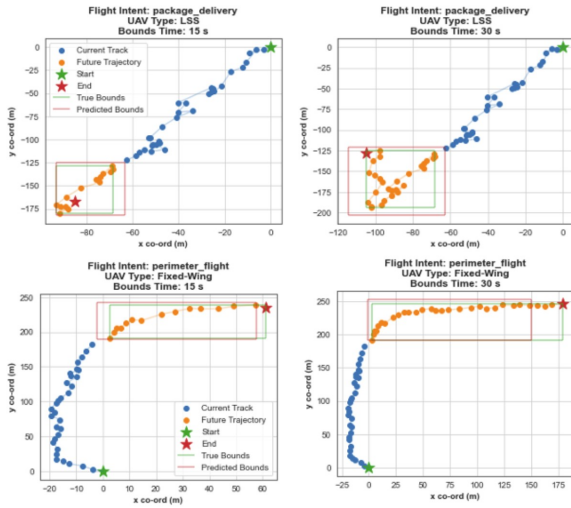 Flight Intent: package_delivery
UAV Type: LSS
Bounds Time: 15 s
0
−25
−50
−75
−100
−125
−150
−175
y co-ord (m)
Current Track
Future Trajectory
Start
End
True Bounds
Predicted Bounds
−80
−60
−40
−20
0
x co-ord (m)
Flight Intent: package_delivery
UAV Type: LSS
Bounds Time: 30 s
0
−25
−50
−75
−100
−125
−150
−175
−200
y co-ord (m)
−120
−100
−80
−60
−40
−20
0
x co-ord (m)
Flight Intent: perimeter_flight
UAV Type: Fixed-Wing
Bounds Time: 15 s
250
200
150
100
50
0
y co-ord (m)
Current Track
Future Trajectory
Start
End
True Bounds
Predicted Bounds
−20
−10
0
10
20
30
40
50
60
x co-ord (m)
Flight Intent: perimeter_flight
UAV Type: Fixed-Wing
Bounds Time: 30 s
250
200
150
100
50
0
y co-ord (m)
−25
0
25
50
75
100
125
150
175
x co-ord (m)